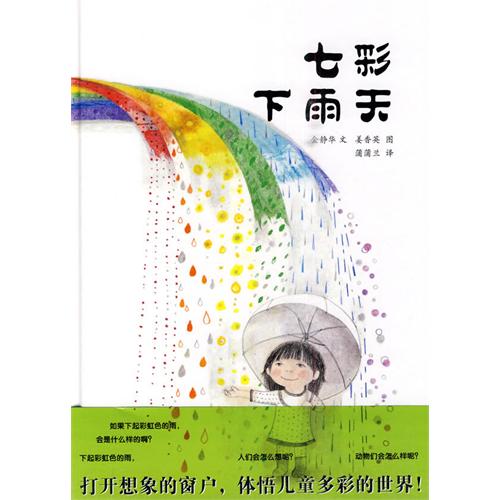 七彩
下雨天
金静华 文 姜香英 图
蒲蒲兰 译
如果下起彩虹色的雨,
会是什么样的啊?
下起彩虹色的雨,
人们会怎么想呢?
动物们会怎么样呢?
打开想象的窗户,体悟儿童多彩的世界!